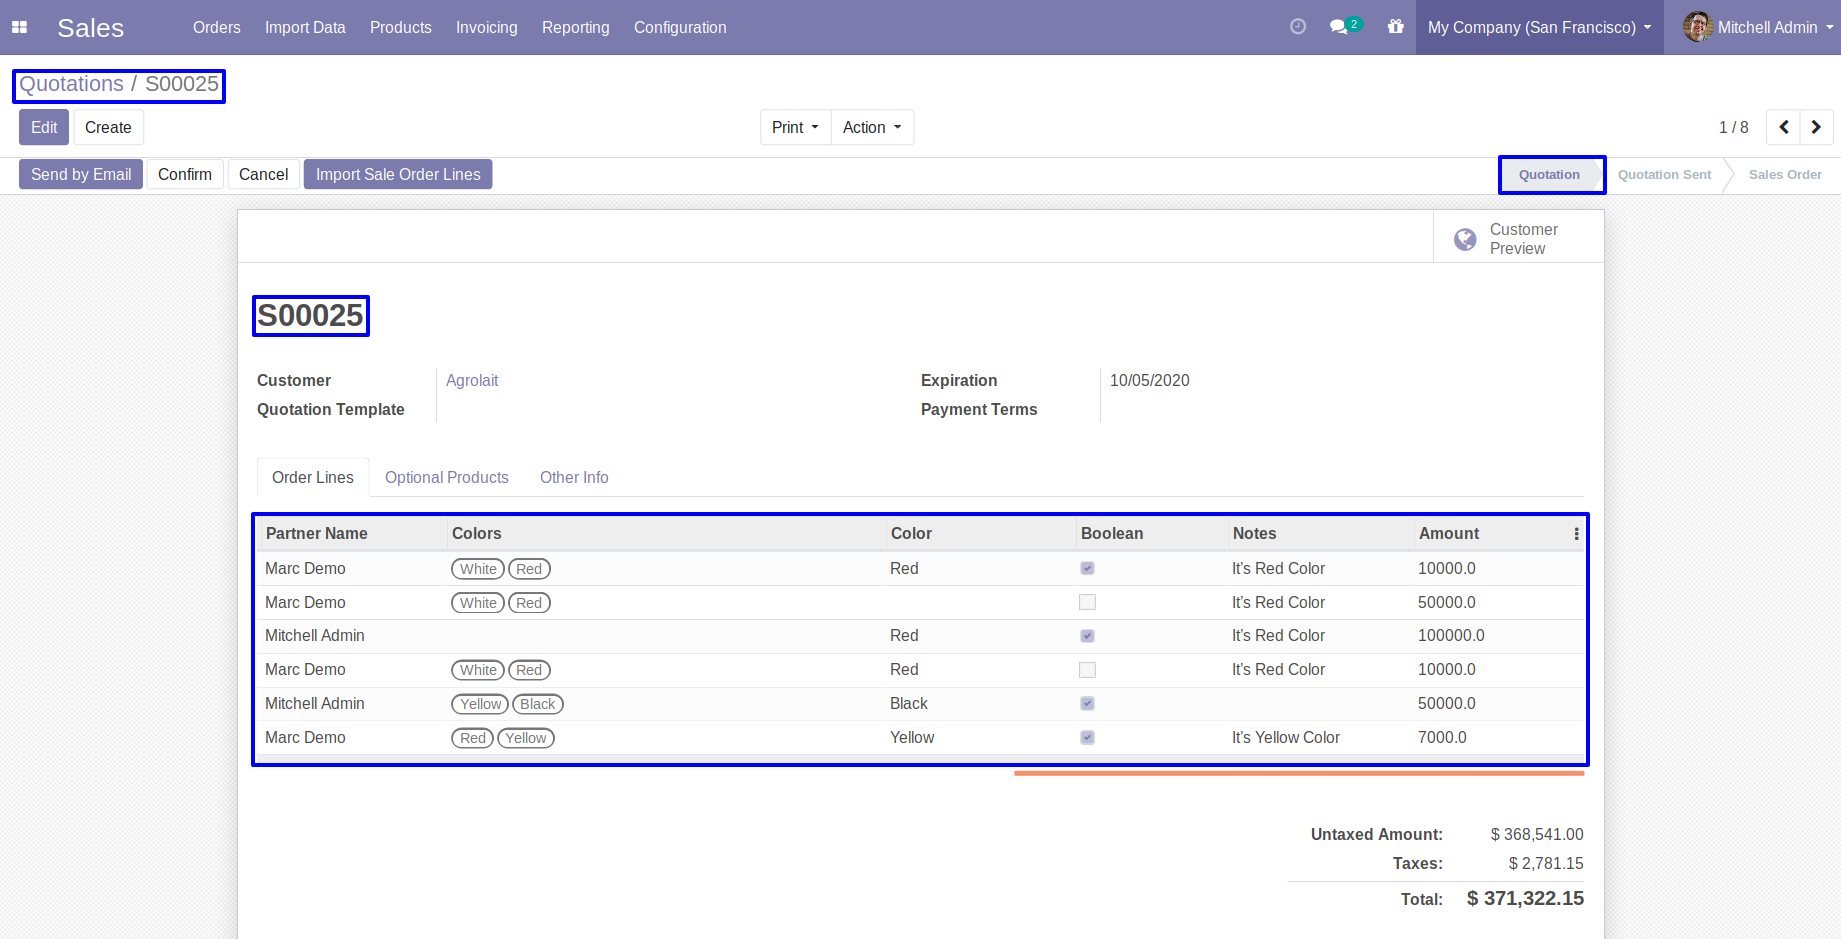 Sales Orders Import Data Products Invoicing Reporting Configuration 2 My Company (San Francisco) Mitchell Admin
Quotations / S00025
Edit Create Print Action 1 / 8
Send by Email Confirm Cancel Import Sale Order Lines Quotation Quotation Sent Sales Order
Customer
Preview
S00025
Customer Agrolait Expiration 10/05/2020
Quotation Template Payment Terms
Order Lines Optional Products Other Info
Partner Name Colors Color Boolean Notes Amount
Marc Demo White Red Red It's Red Color 10000.0
Marc Demo White Red It's Red Color 50000.0
Mitchell Admin Red It's Red Color 100000.0
Marc Demo White Red Red It's Red Color 10000.0
Mitchell Admin Yellow Black Black 50000.0
Marc Demo Red Yellow Yellow It's Yellow Color 7000.0
Untaxed Amount: $ 368,541.00
Taxes: $ 2,781.15
Total: $ 371,322.15